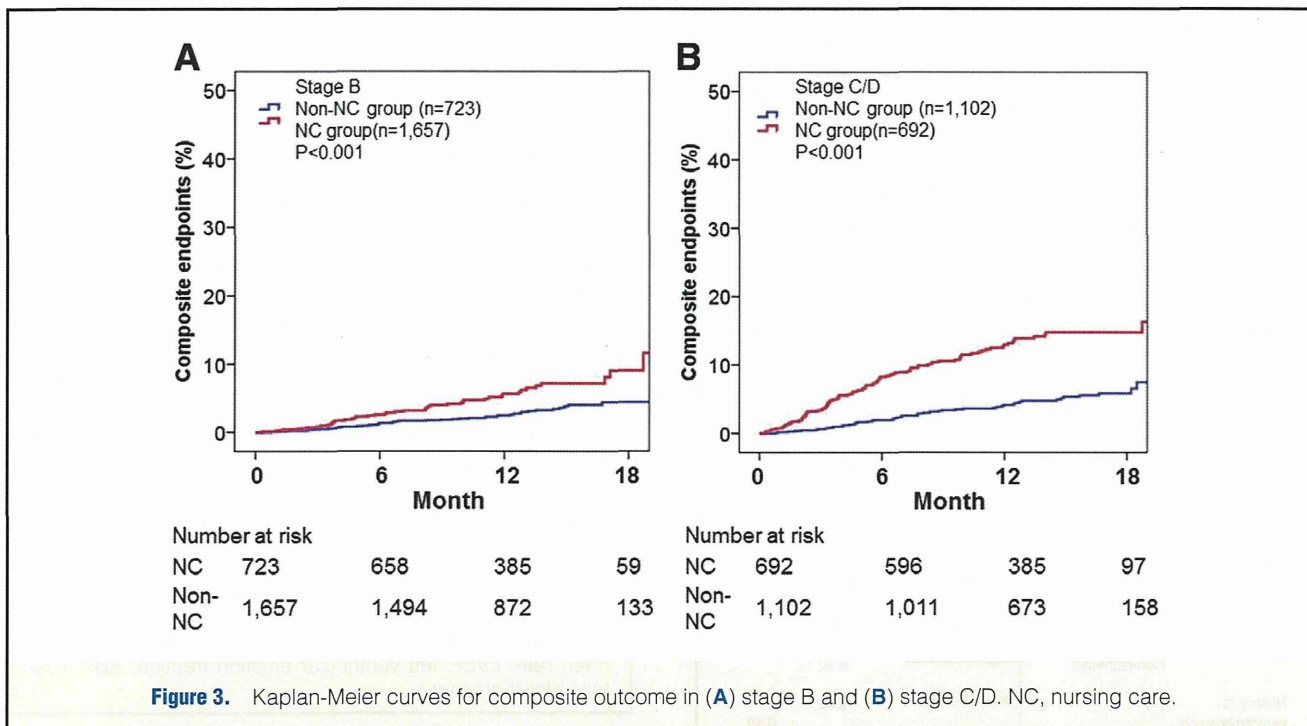 A
Stage B
Non-NC group (n=723)
NC group(n=1,657)
P<0.001
Composite endpoints (%)
50
40
30
20
10
0
0 6 12 18
Month
Number at risk
NC 723 658 385 59
Non-
NC 1,657 1,494 872 133
B
Stage C/D
Non-NC group (n=1,102)
NC group(n=692)
P<0.001
Composite endpoints (%)
50
40
30
20
10
0
0 6 12 18
Month
Number at risk
NC 692 596 385 97
Non-
NC 1,102 1,011 673 158
Figure 3. Kaplan-Meier curves for composite outcome in (A) stage B and (B) stage C/D. NC, nursing care.